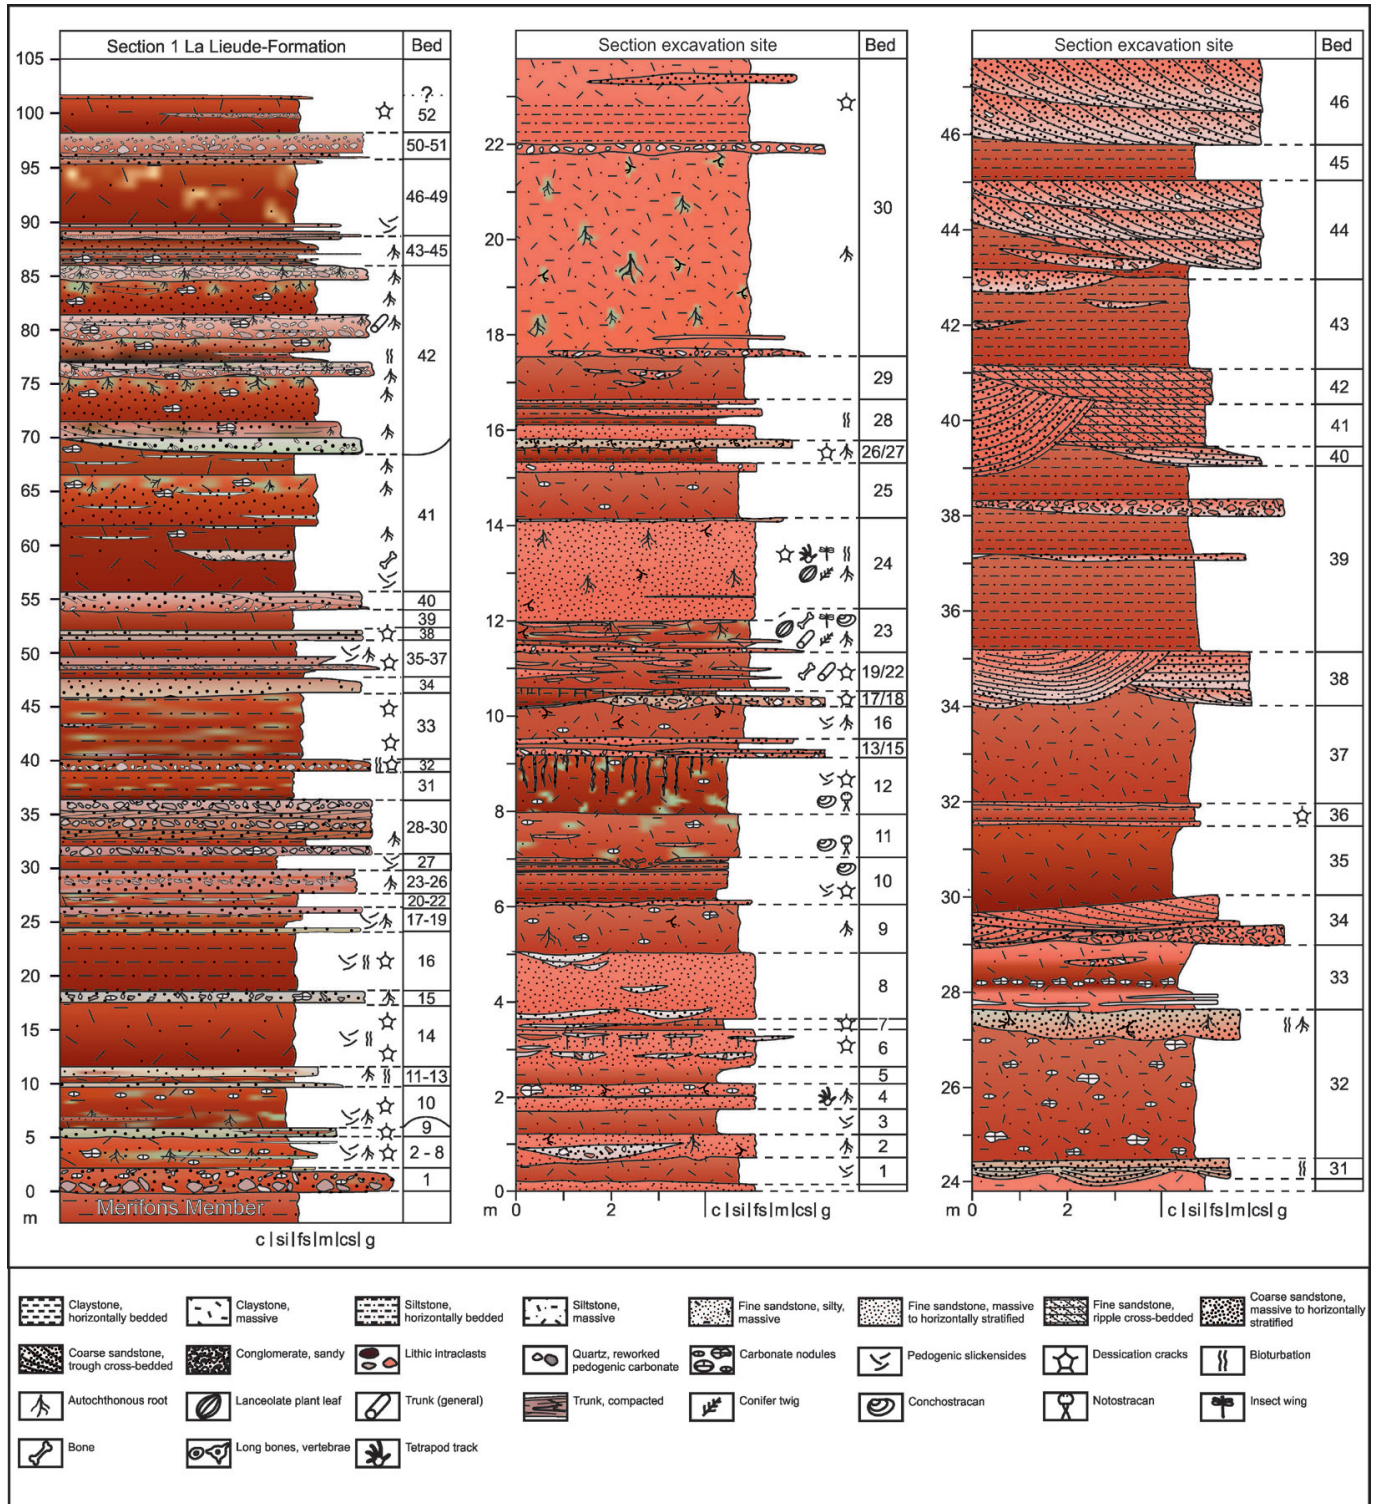 Section 1 La Lieude-Formation
Bed
105
100
95
90
85
80
75
70
65
60
55
50
45
40
35
30
25
20
15
10
5
0
m
?
52
50-51
46-49
43-45
42
41
40
39
38
35-37
34
33
32
31
28-30
27
23-26
20-22
17-19
16
15
14
11-13
10
9
2 - 8
1
Merifons Member
c | si | fs | m | cs | g
Section excavation site
Bed
22
20
18
16
14
12
10
8
6
4
2
0
30
29
28
26/27
25
24
23
19/22
17/18
16
13/15
12
11
10
9
8
7
6
5
4
3
2
1
m 0 2 | c | si | fs | m | cs | g
Section excavation site
Bed
46
44
42
40
38
36
34
32
30
28
26
24
46
45
44
43
42
41
40
39
38
37
36
35
34
33
32
31
m 0 2 | c | si | fs | m | cs | g
Claystone,
horizontally bedded
Claystone,
massive
Siltstone,
horizontally bedded
Siltstone,
massive
Fine sandstone, silty,
massive
Fine sandstone, massive
to horizontally stratified
Fine sandstone,
ripple cross-bedded
Coarse sandstone,
massive to horizontally
stratified
Coarse sandstone,
trough cross-bedded
Conglomerate, sandy
Lithic intraclasts
Quartz, reworked
pedogenic carbonate
Carbonate nodules
Pedogenic slickensides
Dessication cracks
Bioturbation
Autochthonous root
Lanceolate plant leaf
Trunk (general)
Trunk, compacted
Conifer twig
Conchostracan
Notostracan
Insect wing
Bone
Long bones, vertebrae
Tetrapod track